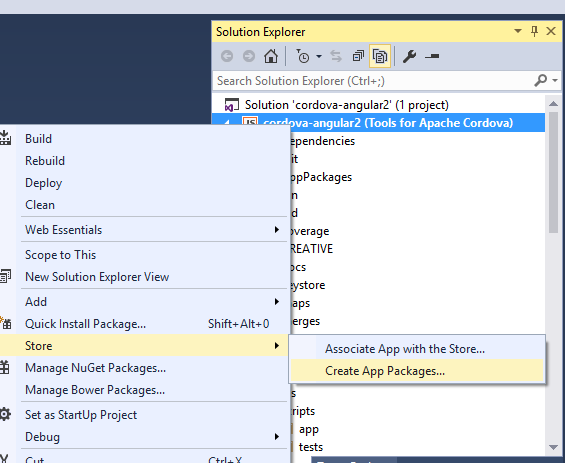 Solution Explorer
Search Solution Explorer (Ctrl+;)
Solution 'cordova-angular2' (1 project)
cordova-angular2 (Tools for Apache Cordova)
ependencies
it
ppPackages
n
d
overage
REATIVE
ocs
eystore
aps
erges
cripts
app
tests
Build
Rebuild
Deploy
Clean
Web Essentials
Scope to This
New Solution Explorer View
Add
Quick Install Package... Shift+Alt+0
Store
Manage NuGet Packages...
Manage Bower Packages...
Set as StartUp Project
Debug
Cut Ctrl+X
Associate App with the Store...
Create App Packages...